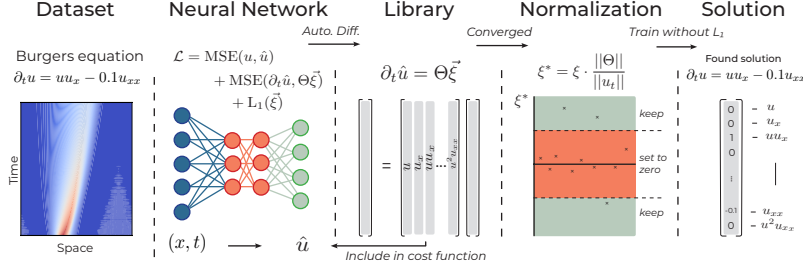 Dataset
Neural Network
Library
Normalization
Solution
Auto. Diff.
Converged
Train without L₁
Burgers equation
∂ₜu = uuₓ − 0.1uₓₓ
Time
Space
ℒ = MSE(u, û)
+ MSE(∂ₜû, Θξ⃗)
+ L₁(ξ⃗)
(x, t)
û
∂ₜû = Θξ⃗
=
u
uₓ
uuₓ
...
u²uₓₓ
Include in cost function
ξ* = ξ · ||Θ|| / ||uₜ||
ξ*
keep
set to
zero
keep
Found solution
∂ₜu = uuₓ − 0.1uₓₓ
0 – u
0 – uₓ
1 – uuₓ
0
-0.1 – uₓₓ
0 – u²uₓₓ